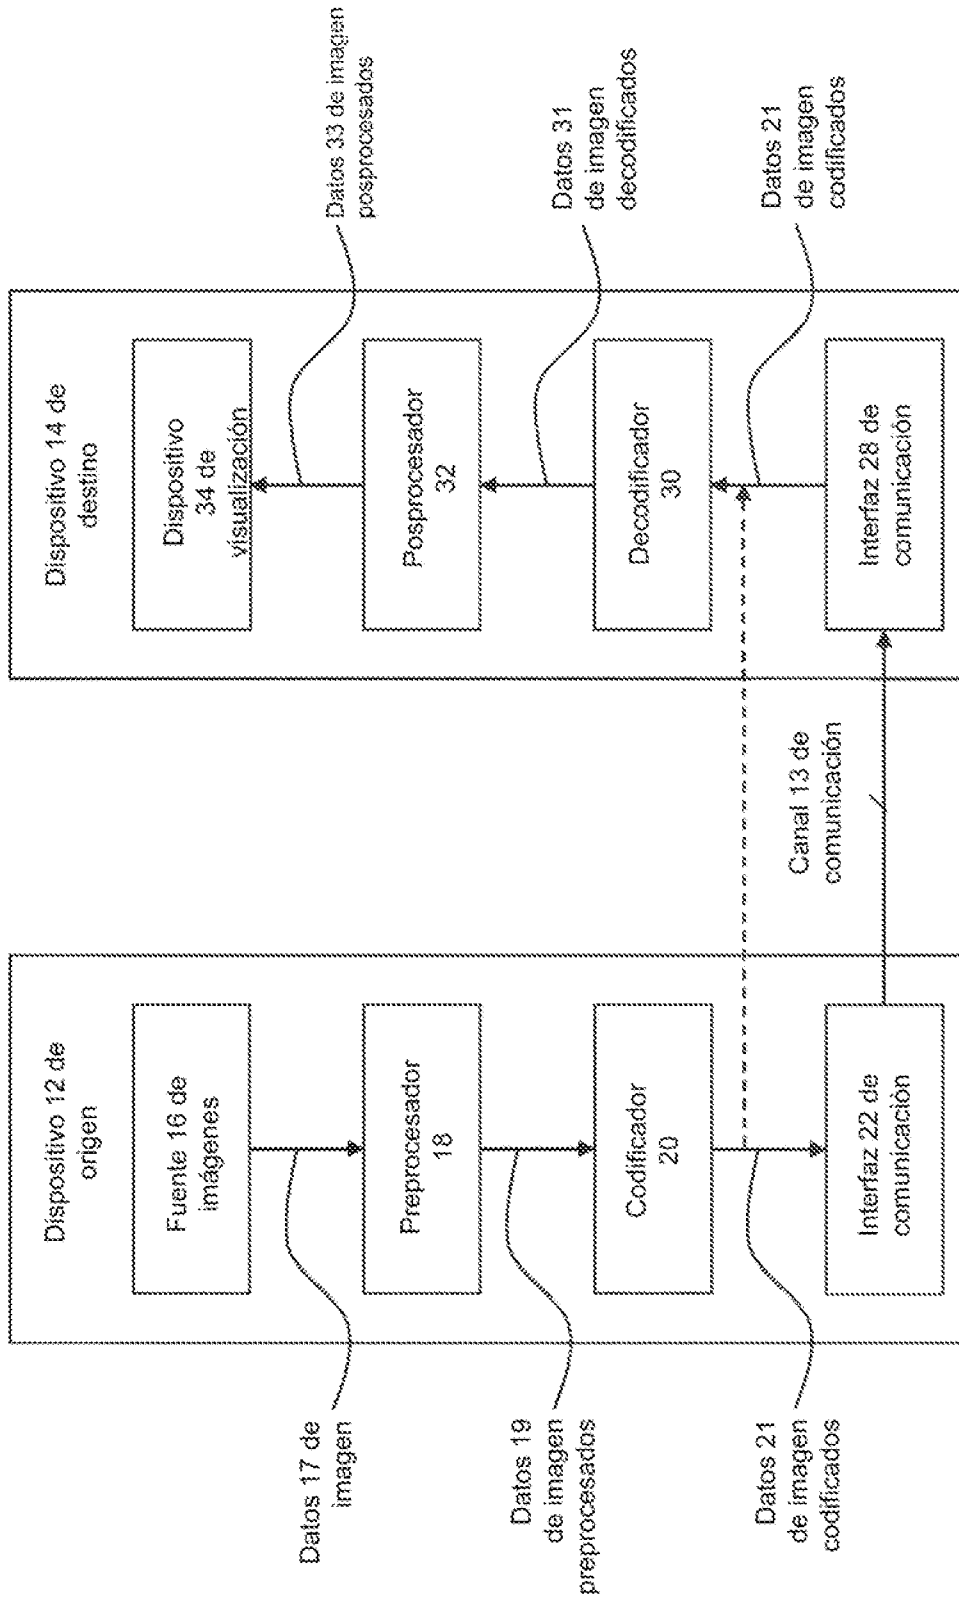 Dispositivo 12 de
origen
Fuente 16 de
imágenes
Datos 17 de
imagen
Preprocesador
18
Datos 19
de imagen
preprocesados
Codificador
20
Datos 21
de imagen
codificados
Interfaz 22 de
comunicación
Canal 13 de
comunicación
Dispositivo 14 de
destino
Dispositivo
34 de
visualización
Datos 33 de imagen
posprocesados
Posprocesador
32
Datos 31
de imagen
decodificados
Decodificador
30
Datos 21
de imagen
codificados
Interfaz 28 de
comunicación